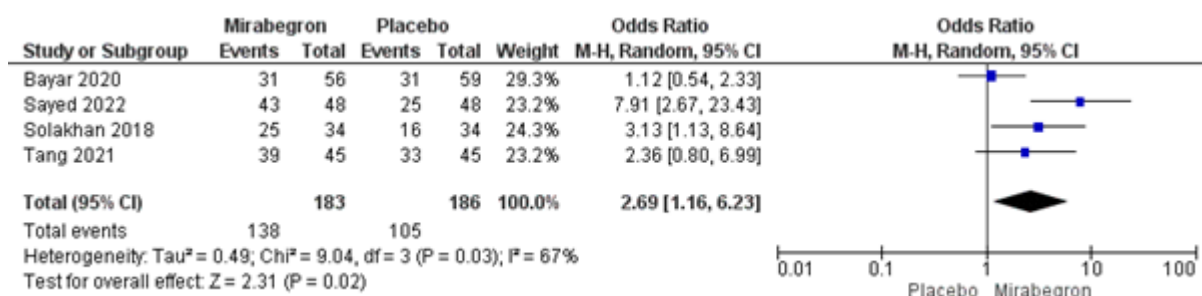 Mirabegron Placebo Odds Ratio Odds Ratio
Study or Subgroup Events Total Events Total Weight M-H, Random, 95% CI M-H, Random, 95% CI
Bayar 2020 31 56 31 59 29.3% 1.12 [0.54, 2.33]
Sayed 2022 43 48 25 48 23.2% 7.91 [2.67, 23.43]
Solakhan 2018 25 34 16 34 24.3% 3.13 [1.13, 8.64]
Tang 2021 39 45 33 45 23.2% 2.36 [0.80, 6.99]
Total (95% CI) 183 186 100.0% 2.69 [1.16, 6.23]
Total events 138 105
Heterogeneity: Tau² = 0.49; Chi² = 9.04, df = 3 (P = 0.03); I² = 67%
Test for overall effect: Z = 2.31 (P = 0.02)
0.01 0.1 1 10 100
Placebo Mirabegron